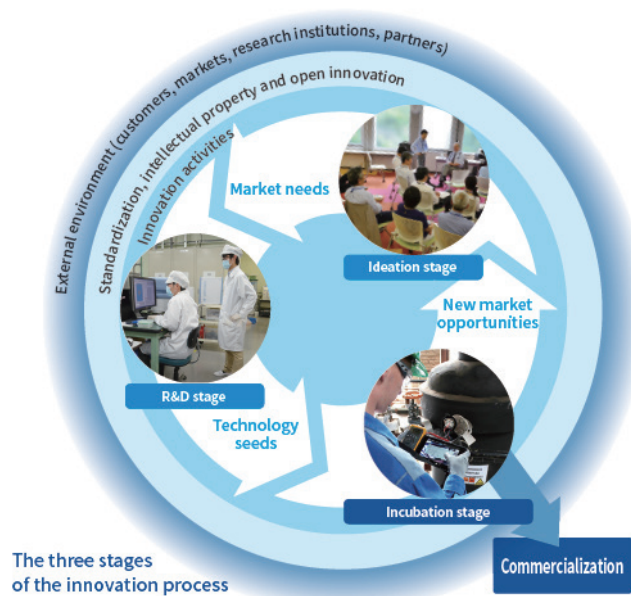 External environment (customers, markets, research institutions, partners)
Standardization, intellectual property and open innovation
Innovation activities
Market needs
Ideation stage
New market
opportunities
R&D stage
Technology
seeds
Incubation stage
Commercialization
The three stages
of the innovation process